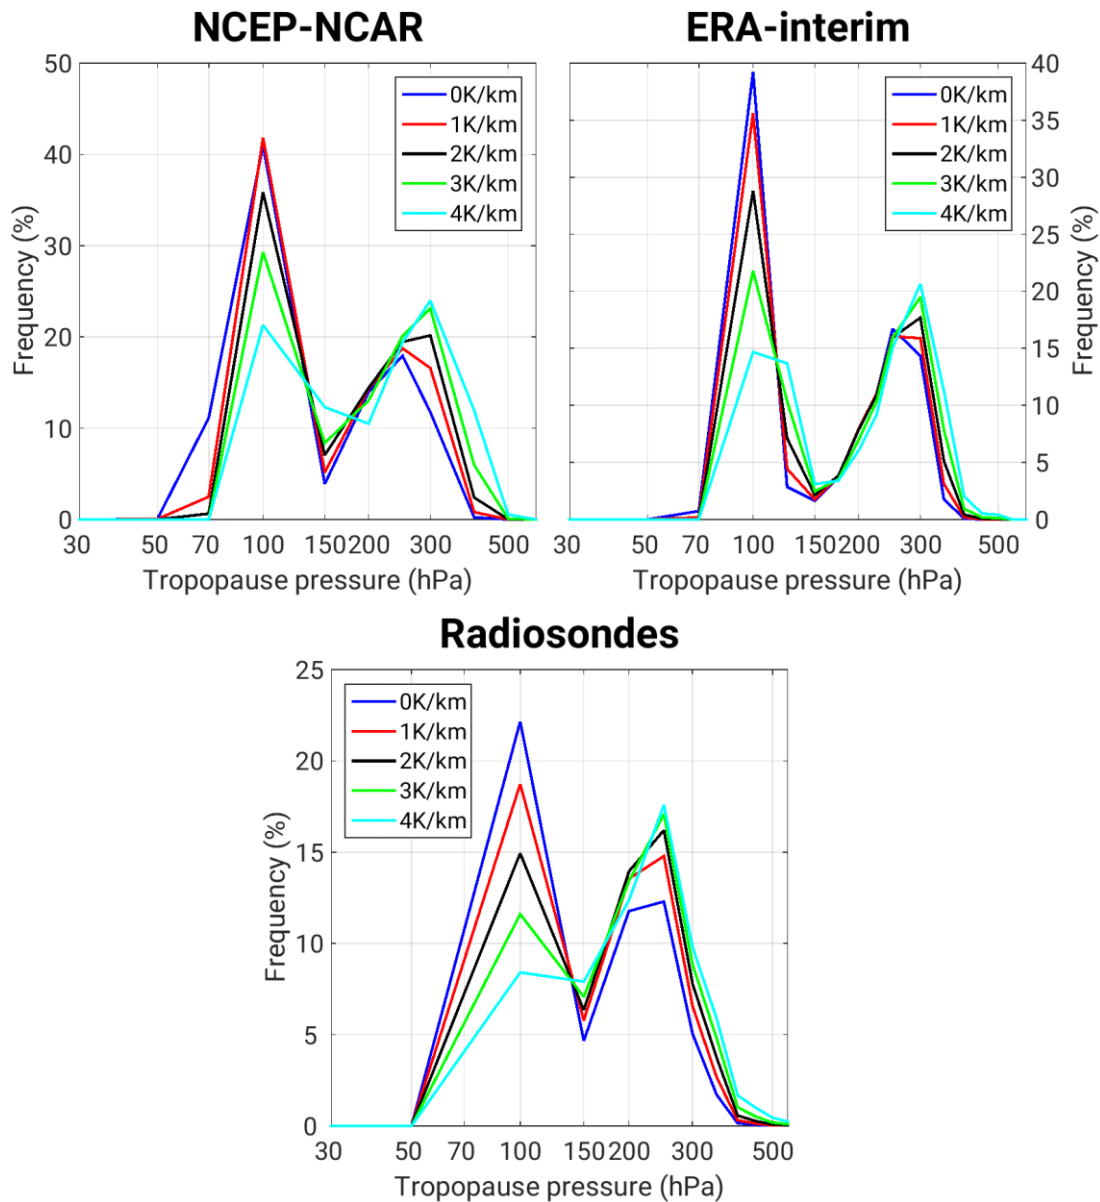 NCEP-NCAR
50
40
30
20
10
0
Frequency (%)
0K/km
1K/km
2K/km
3K/km
4K/km
30 50 70 100 150 200 300 500
Tropopause pressure (hPa)
ERA-interim
0K/km
1K/km
2K/km
3K/km
4K/km
40
35
30
25
20
15
10
5
0
Frequency (%)
30 50 70 100 150 200 300 500
Tropopause pressure (hPa)
Radiosondes
25
20
15
10
5
0
Frequency (%)
0K/km
1K/km
2K/km
3K/km
4K/km
30 50 70 100 150 200 300 500
Tropopause pressure (hPa)